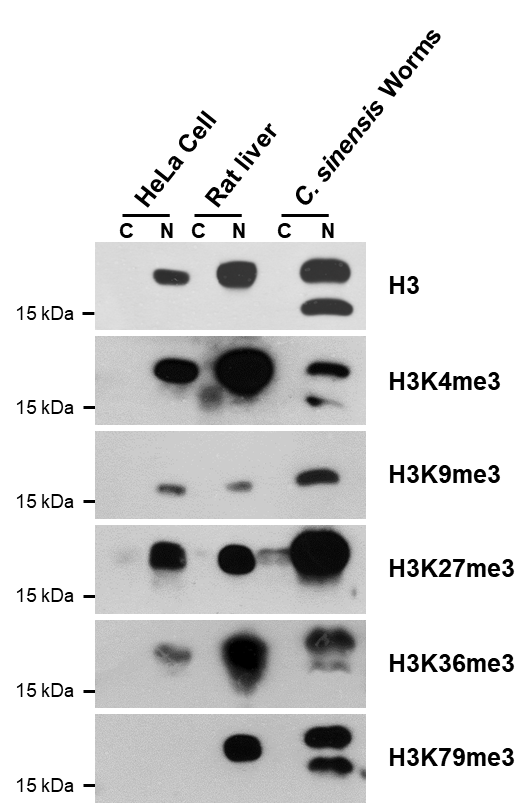 HeLa Cell
Rat liver
C. sinensis Worms
C N C N C N
H3
15 kDa
H3K4me3
15 kDa
H3K9me3
15 kDa
H3K27me3
15 kDa
H3K36me3
15 kDa
H3K79me3
15 kDa